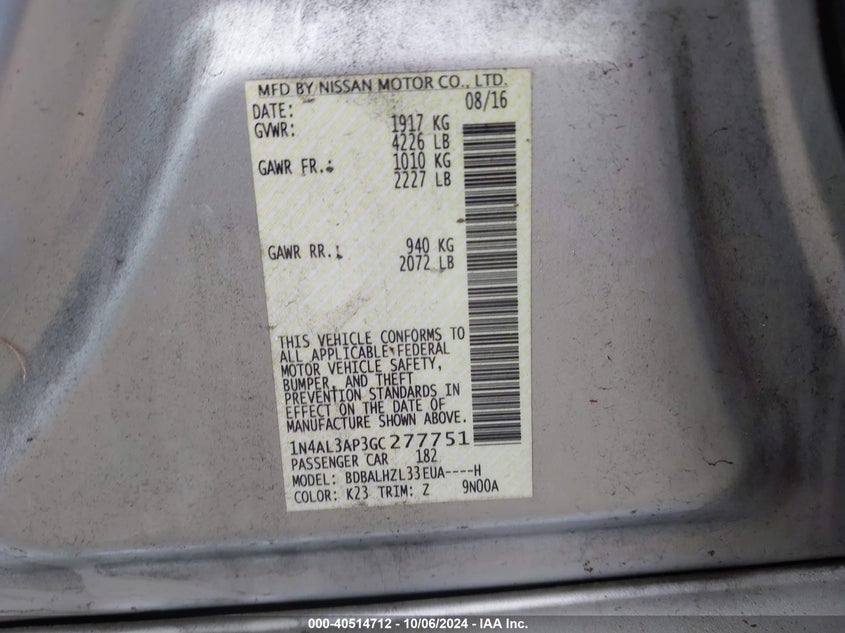 MFD BY NISSAN MOTOR CO., LTD.
DATE: 08/16
GVWR: 1917 KG
4226 LB
GAWR FR.: 1010 KG
2227 LB
GAWR RR.: 940 KG
2072 LB
THIS VEHICLE CONFORMS TO
ALL APPLICABLE FEDERAL
MOTOR VEHICLE SAFETY,
BUMPER, AND THEFT
PREVENTION STANDARDS IN
EFFECT ON THE DATE OF
MANUFACTURE SHOWN ABOVE.
1N4AL3AP3GC277751
PASSENGER CAR 182
MODEL: BDBALHZL33EUA----H
COLOR: K23 TRIM: Z 9N00A
000-40514712 - 10/06/2024 - IAA Inc.